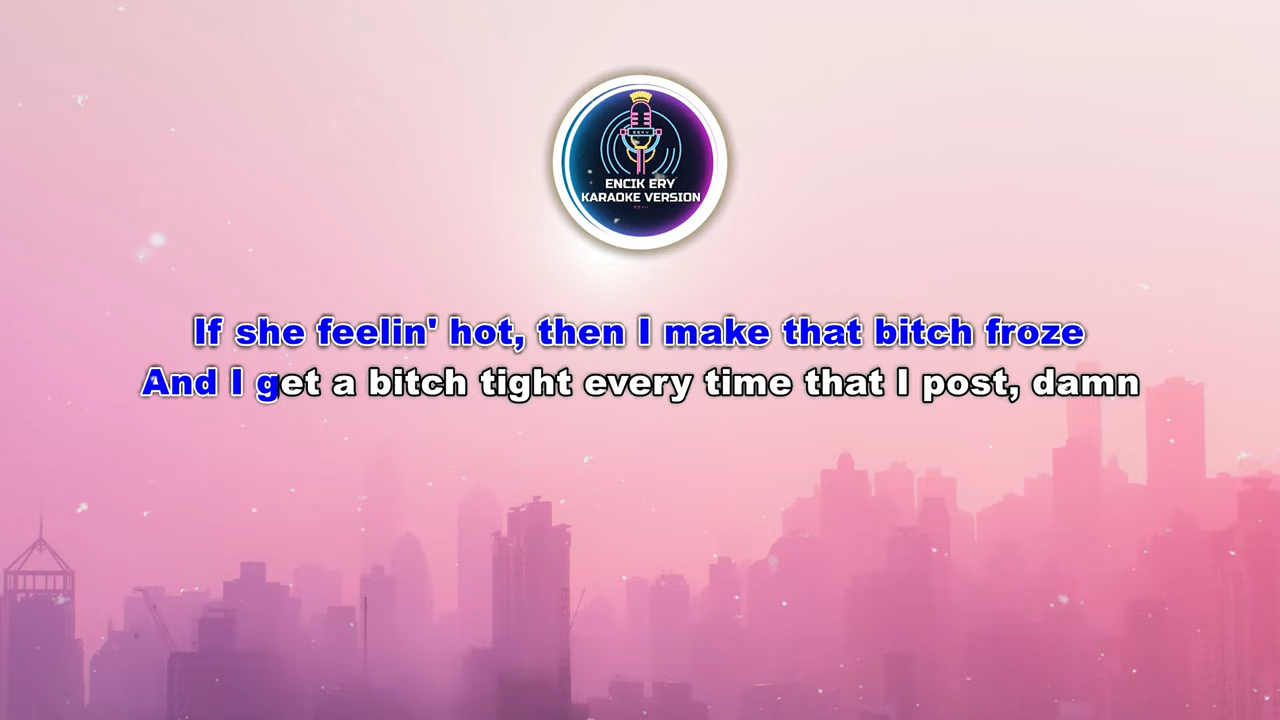 ENCIK ERY
KARAOKE VERSION
If she feelin' hot, then I make that bitch froze
And I get a bitch tight every time that I post, damn